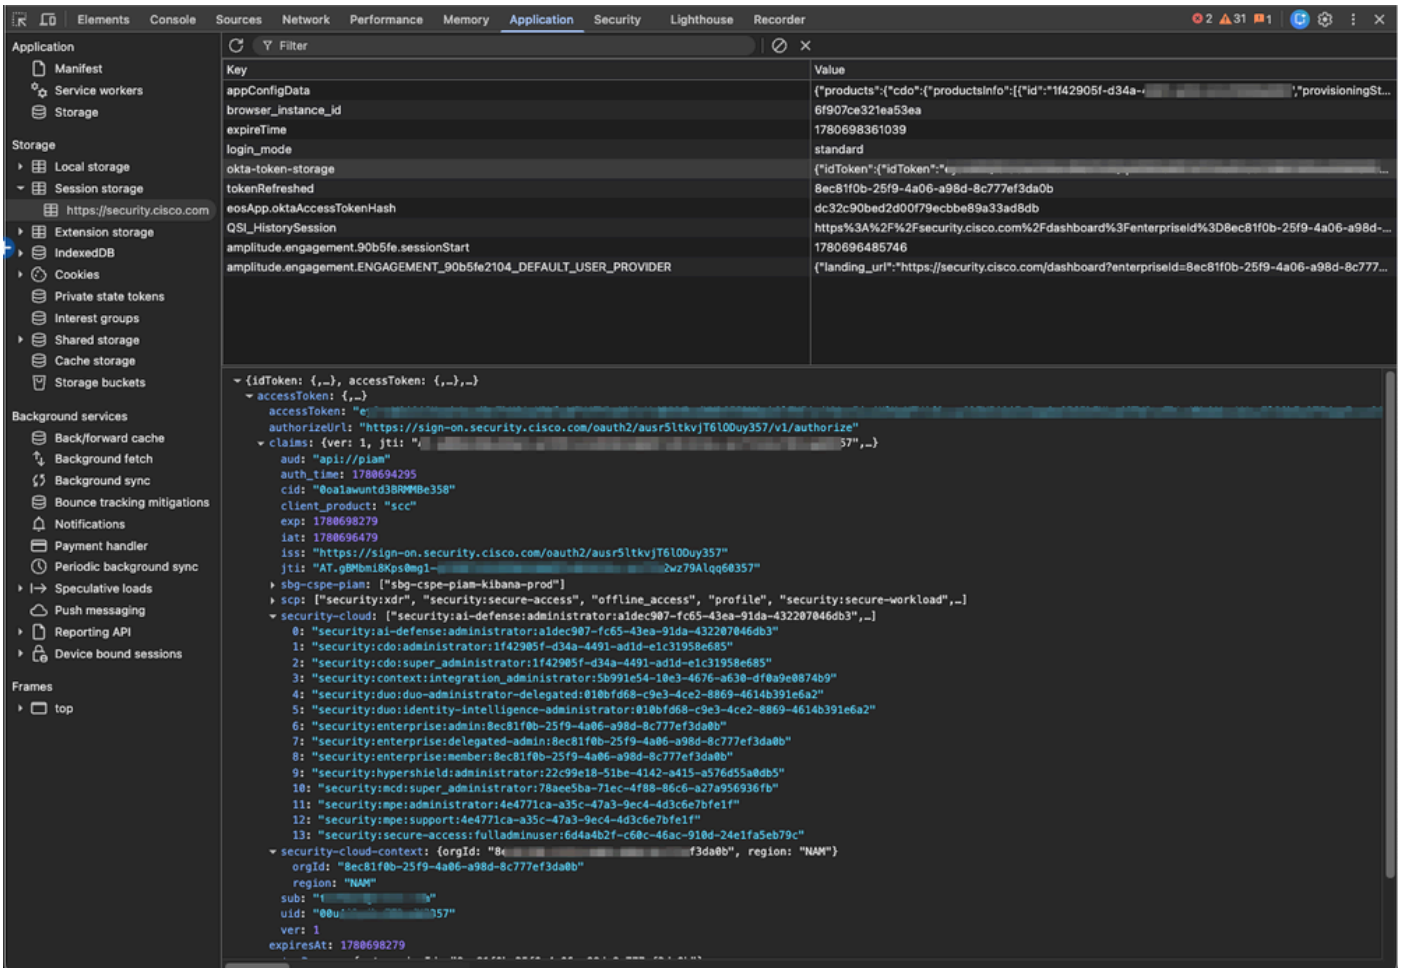 Elements Console Sources Network Performance Memory Application Security Lighthouse Recorder 2 31 1
Application
Manifest
Service workers
Storage
Storage
Local storage
Session storage
https://security.cisco.com
Extension storage
IndexedDB
Cookies
Private state tokens
Interest groups
Shared storage
Cache storage
Storage buckets
Background services
Back/forward cache
Background fetch
Background sync
Bounce tracking mitigations
Notifications
Payment handler
Periodic background sync
Speculative loads
Push messaging
Reporting API
Device bound sessions
Frames
top
Filter
Key Value
appConfigData {"products":{"cdo":{"productsInfo":[{"id":"1f42905f-d34a- ","provisioningSt...
browser_instance_id 6f907ce321ea53ea
expireTime 1780698361039
login_mode standard
okta-token-storage {"idToken":{"idToken":"
tokenRefreshed 8ec81f0b-25f9-4a06-a98d-8c777ef3da0b
eosApp.oktaAccessTokenHash dc32c90bed2d00f79ecbbe89a33ad8db
QSI_HistorySession https%3A%2F%2Fsecurity.cisco.com%2Fdashboard%3FenterpriseId%3D8ec81f0b-25f9-4a06-a98d-...
amplitude.engagement.90b5fe.sessionStart 1780696485746
amplitude.engagement.ENGAGEMENT_90b5fe2104_DEFAULT_USER_PROVIDER {"landing_url":"https://security.cisco.com/dashboard?enterpriseId=8ec81f0b-25f9-4a06-a98d-8c777...
{idToken: {,…}, accessToken: {,…},…}
accessToken: {,…}
accessToken: "e
authorizeUrl: "https://sign-on.security.cisco.com/oauth2/ausr5ltkvjT6lODuy357/v1/authorize"
claims: {ver: 1, jti: " 57",…}
aud: "api://piam"
auth_time: 1780694295
cid: "0oa1awuntd3BRMMBe358"
client_product: "scc"
exp: 1780698279
iat: 1780696479
iss: "https://sign-on.security.cisco.com/oauth2/ausr5ltkvjT6lODuy357"
jti: "AT.gBMbmi8Kps0mg1- 2wz79Alqq60357"
sbg-cspe-piam: ["sbg-cspe-piam-kibana-prod"]
scp: ["security:xdr", "security:secure-access", "offline_access", "profile", "security:secure-workload",…]
security-cloud: ["security:ai-defense:administrator:a1dec907-fc65-43ea-91da-432207046db3",…]
0: "security:ai-defense:administrator:a1dec907-fc65-43ea-91da-432207046db3"
1: "security:cdo:administrator:1f42905f-d34a-4491-ad1d-e1c31958e685"
2: "security:cdo:super_administrator:1f42905f-d34a-4491-ad1d-e1c31958e685"
3: "security:context:integration_administrator:5b991e54-10e3-4676-a630-df0a9e0874b9"
4: "security:duo:duo-administrator-delegated:010bfd68-c9e3-4ce2-8869-4614b391e6a2"
5: "security:duo:identity-intelligence-administrator:010bfd68-c9e3-4ce2-8869-4614b391e6a2"
6: "security:enterprise:admin:8ec81f0b-25f9-4a06-a98d-8c777ef3da0b"
7: "security:enterprise:delegated-admin:8ec81f0b-25f9-4a06-a98d-8c777ef3da0b"
8: "security:enterprise:member:8ec81f0b-25f9-4a06-a98d-8c777ef3da0b"
9: "security:hypershield:administrator:22c99e18-51be-4142-a415-a576d55a0db5"
10: "security:mcd:super_administrator:78aee5ba-71ec-4f88-86c6-a27a956936fb"
11: "security:mpe:administrator:4e4771ca-a35c-47a3-9ec4-4d3c6e7bfe1f"
12: "security:mpe:support:4e4771ca-a35c-47a3-9ec4-4d3c6e7bfe1f"
13: "security:secure-access:fulladminuser:6d4a4b2f-c60c-46ac-910d-24e1fa5eb79c"
security-cloud-context: {orgId: "8e f3da0b", region: "NAM"}
orgId: "8ec81f0b-25f9-4a06-a98d-8c777ef3da0b"
region: "NAM"
sub: "
uid: "00u 357"
ver: 1
expiresAt: 1780698279